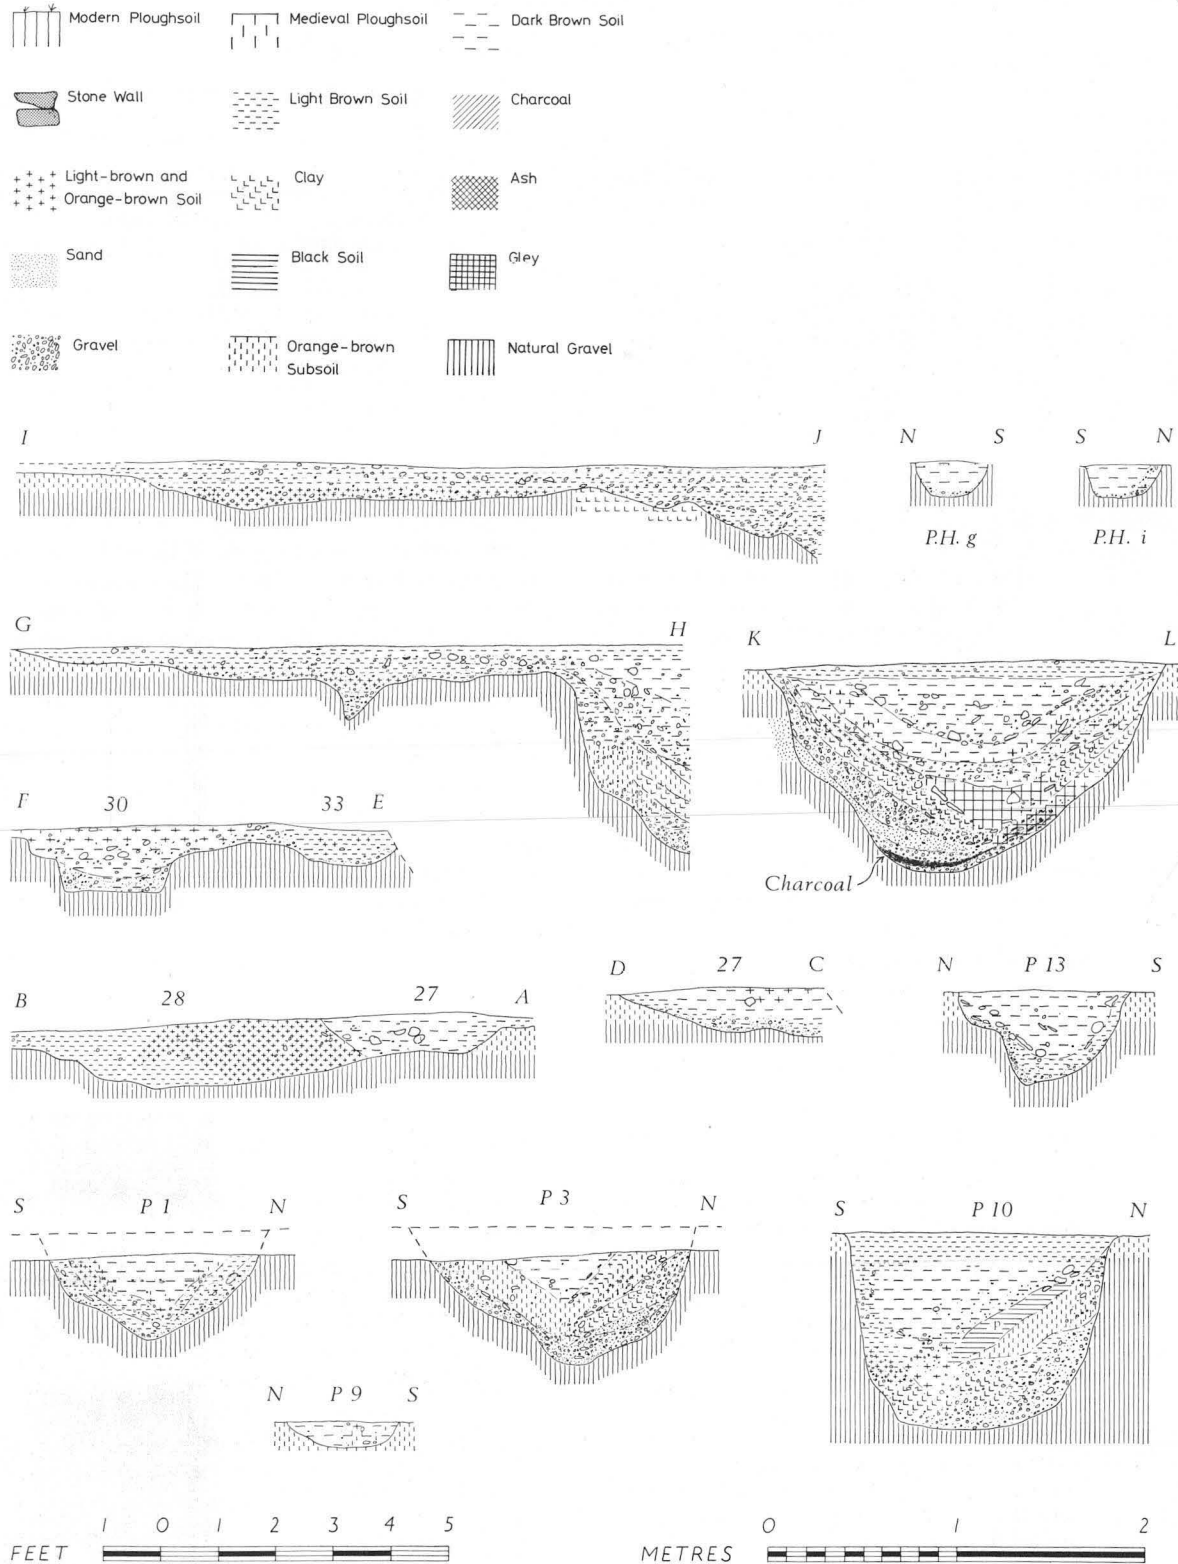 Modern Ploughsoil
Medieval Ploughsoil
Dark Brown Soil
Stone Wall
Light Brown Soil
Charcoal
Light-brown and
Orange-brown Soil
Clay
Ash
Sand
Black Soil
Gley
Gravel
Orange-brown
Subsoil
Natural Gravel
I J
N S
P.H. g
S N
P.H. i
G H
K L
Charcoal
F 30 33 E
B 28 27 A
D 27 C
N P 13 S
S P 1 N
S P 3 N
S P 10 N
N P 9 S
1 0 1 2 3 4 5
FEET
0 1 2
METRES